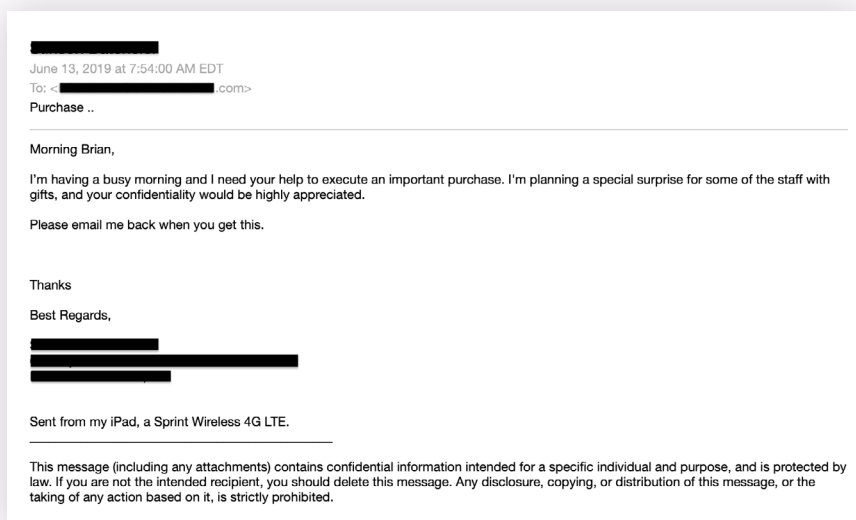 June 13, 2019 at 7:54:00 AM EDT
To: < .com>
Purchase ..
Morning Brian,
I'm having a busy morning and I need your help to execute an important purchase. I'm planning a special surprise for some of the staff with
gifts, and your confidentiality would be highly appreciated.
Please email me back when you get this.
Thanks
Best Regards,
Sent from my iPad, a Sprint Wireless 4G LTE.
This message (including any attachments) contains confidential information intended for a specific individual and purpose, and is protected by
law. If you are not the intended recipient, you should delete this message. Any disclosure, copying, or distribution of this message, or the
taking of any action based on it, is strictly prohibited.